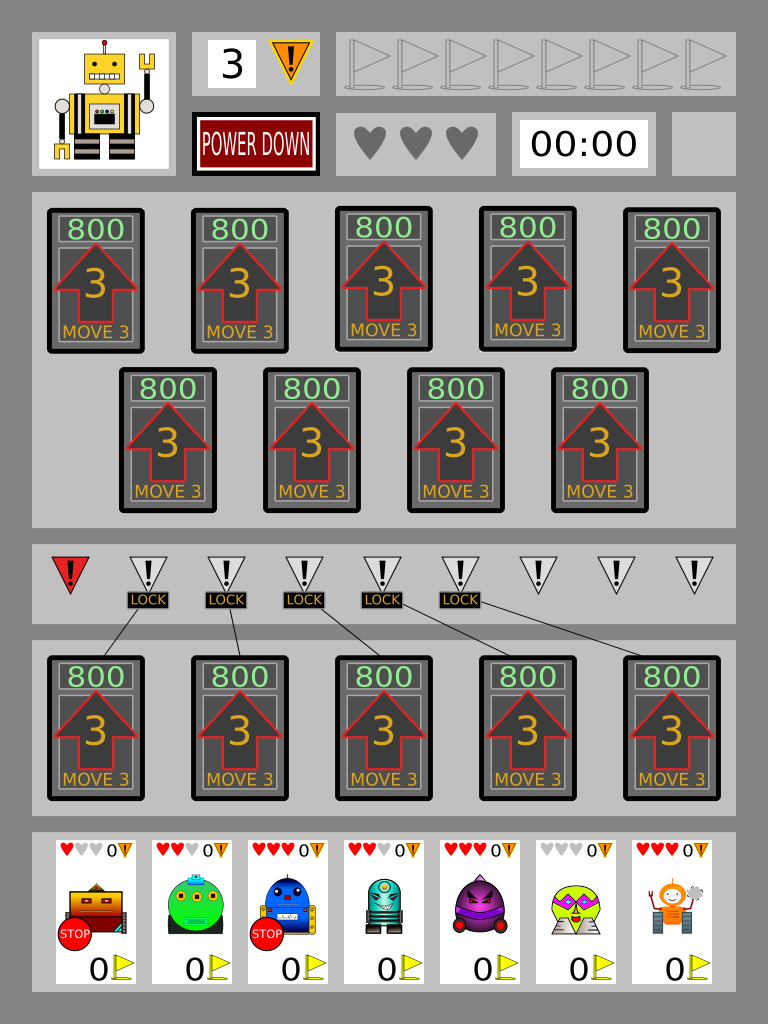 3 !
POWER DOWN 00:00
800 800 800 800 800
3 3 3 3 3
MOVE 3 MOVE 3 MOVE 3 MOVE 3 MOVE 3
800 800 800 800
3 3 3 3
MOVE 3 MOVE 3 MOVE 3 MOVE 3
! ! ! ! ! ! ! ! !
LOCK LOCK LOCK LOCK LOCK
800 800 800 800 800
3 3 3 3 3
MOVE 3 MOVE 3 MOVE 3 MOVE 3 MOVE 3
0! 0! 0! 0! 0! 0! 0!
STOP STOP
0 0 0 0 0 0 0